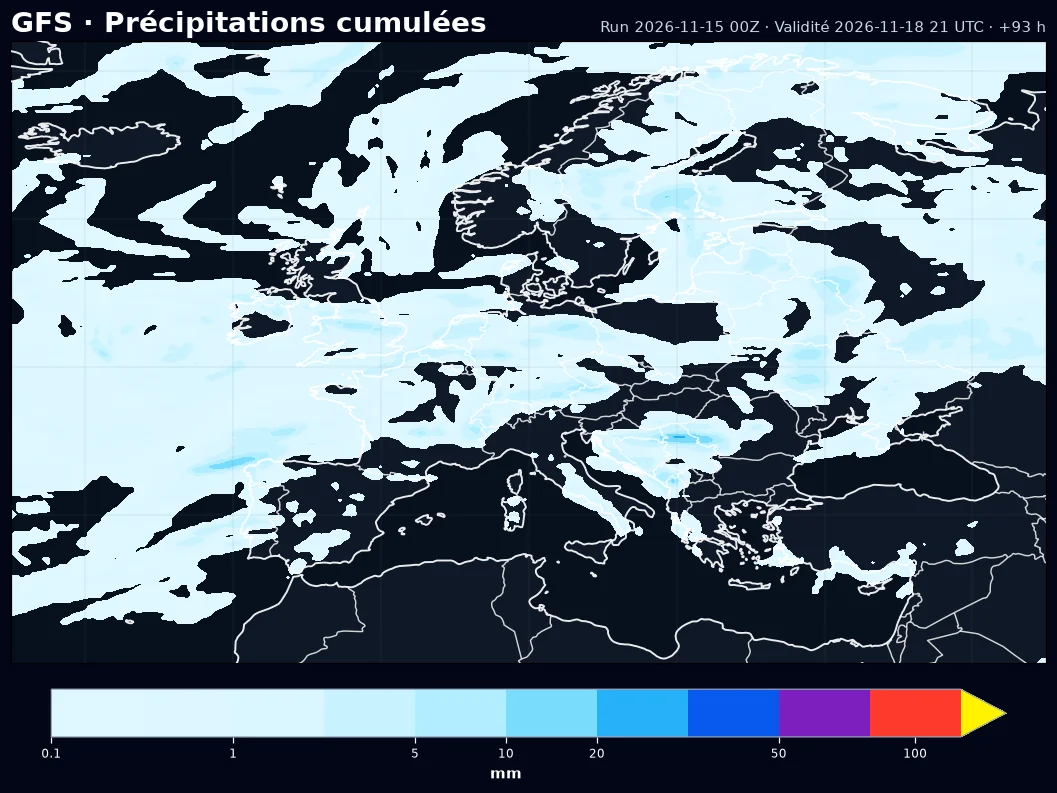 GFS · Précipitations cumulées
Run 2026-11-15 00Z · Validité 2026-11-18 21 UTC · +93 h
0.1 1 5 10 20 50 100
mm